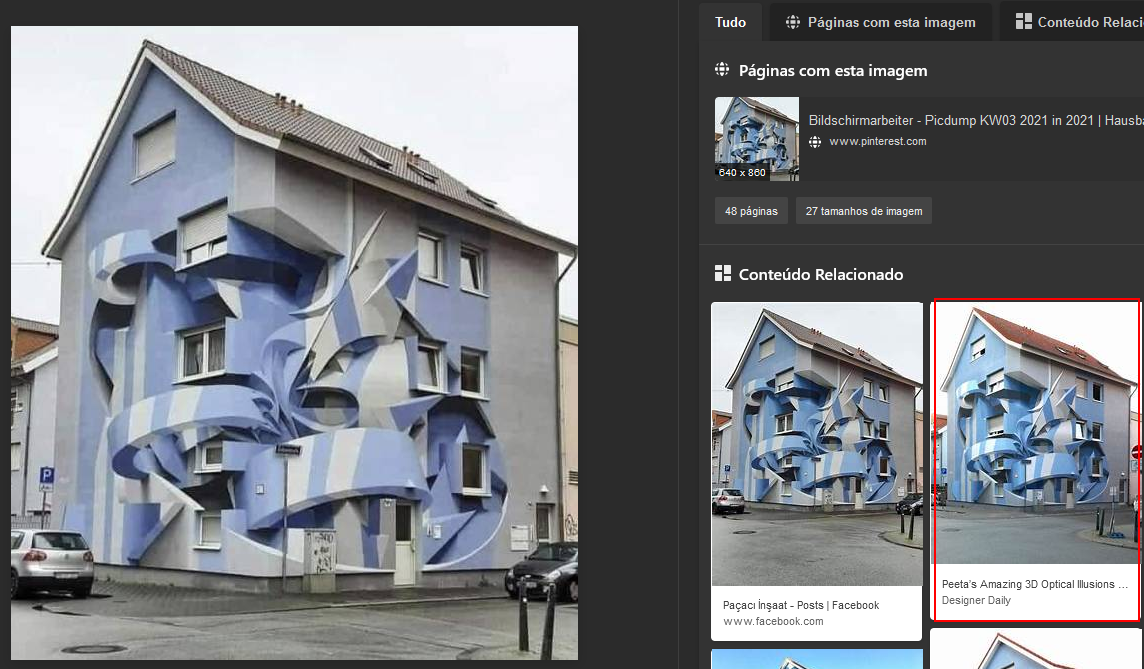 Tudo
Páginas com esta imagem
Conteúdo Relaci
Páginas com esta imagem
Bildschirmarbeiter - Picdump KW03 2021 in 2021 | Hausba
www.pinterest.com
640 x 860
48 páginas
27 tamanhos de imagem
Conteúdo Relacionado
Paçacı İnşaat - Posts | Facebook
www.facebook.com
Peeta's Amazing 3D Optical Illusions ...
Designer Daily
P